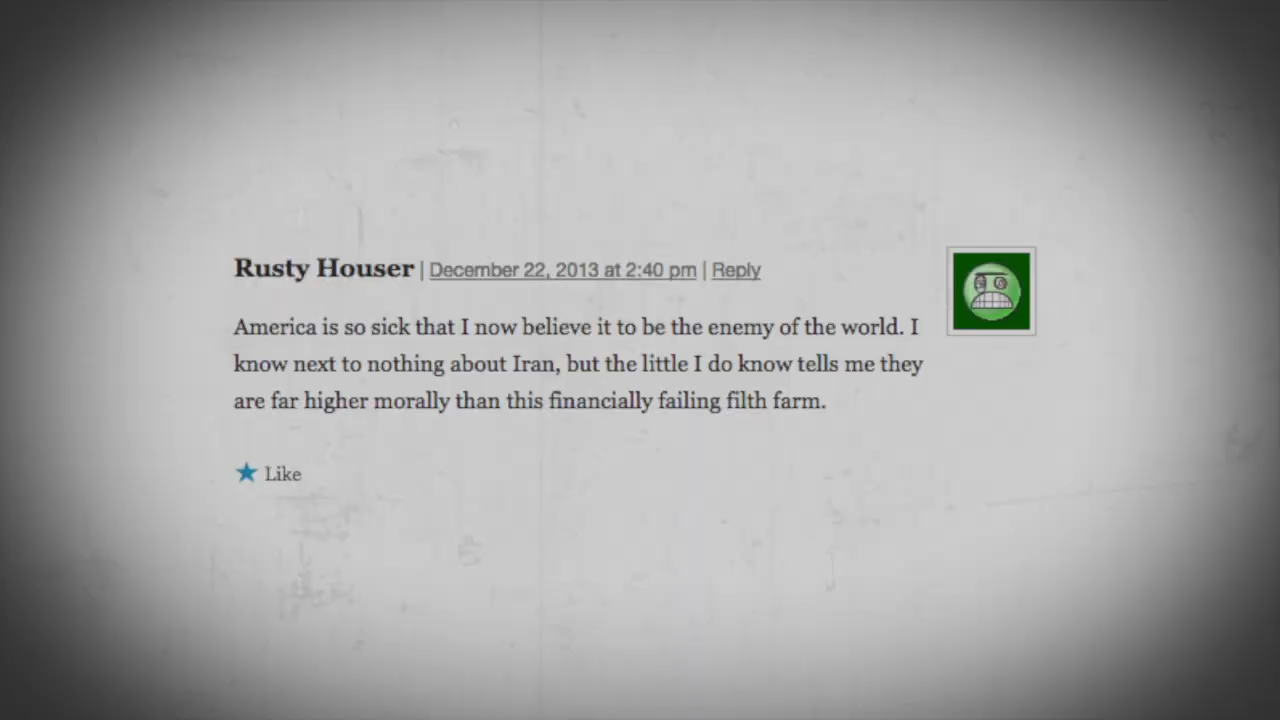 Rusty Houser | December 22, 2013 at 2:40 pm | Reply
America is so sick that I now believe it to be the enemy of the world. I
know next to nothing about Iran, but the little I do know tells me they
are far higher morally than this financially failing filth farm.
Like